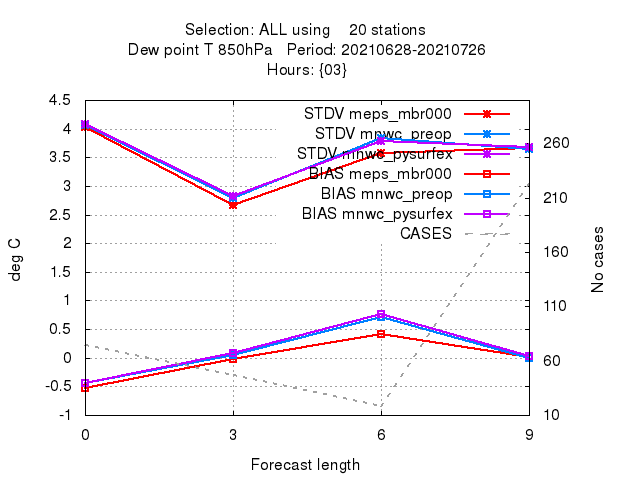 Selection: ALL using 20 stations
Dew point T 850hPa Period: 20210628-20210726
Hours: {03}
4.5
4
3.5
3
2.5
2
1.5
1
0.5
0
-0.5
-1
deg C
STDV meps_mbr000
STDV mnwc_preop
STDV mnwc_pysurfex
BIAS meps_mbr000
BIAS mnwc_preop
BIAS mnwc_pysurfex
CASES
260
210
160
110
60
10
No cases
0 3 6 9
Forecast length